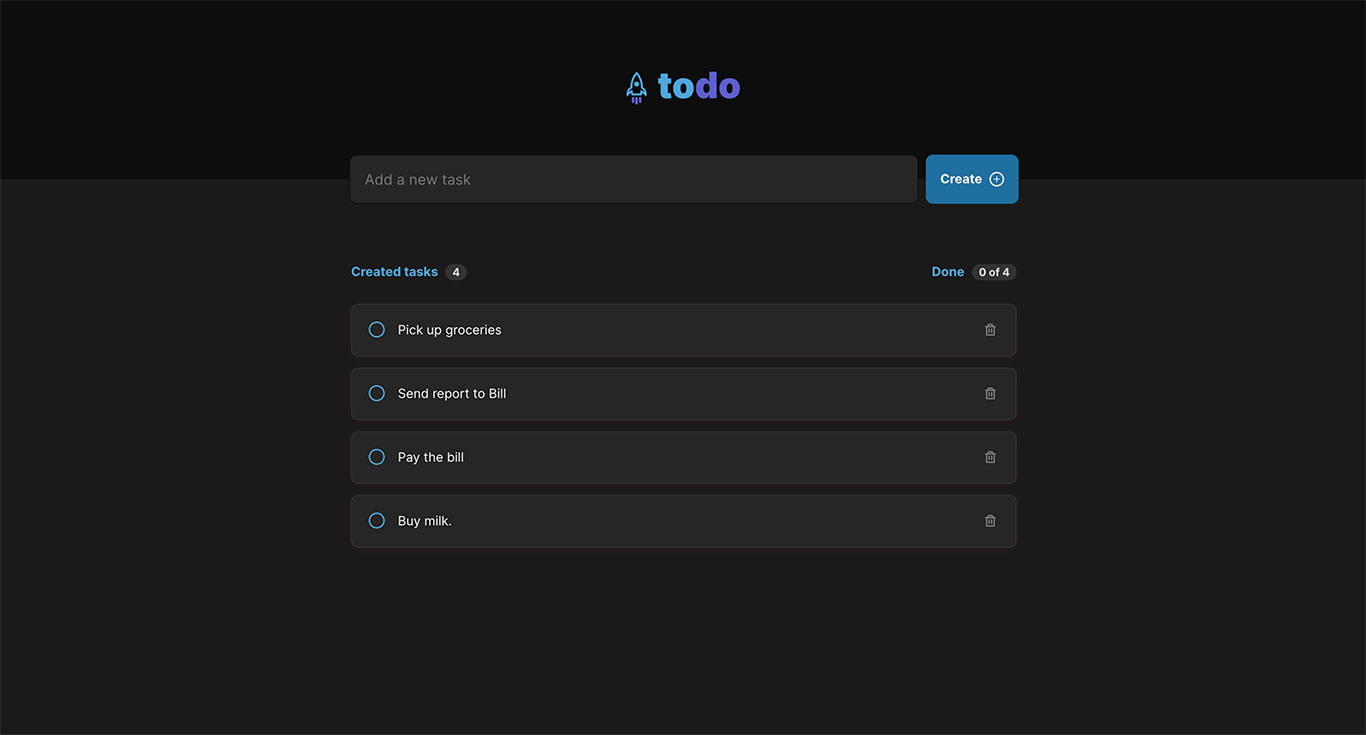 todo
Add a new task
Create
Created tasks 4
Done 0 of 4
Pick up groceries
Send report to Bill
Pay the bill
Buy milk.